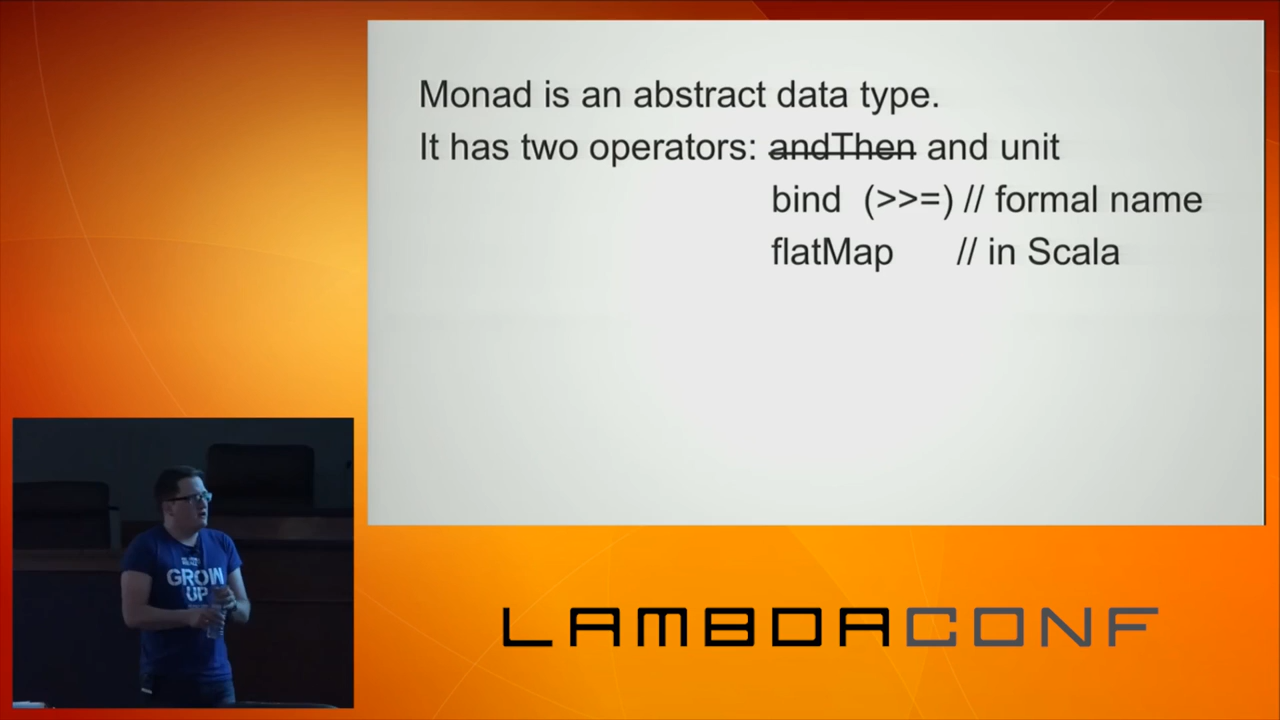 Monad is an abstract data type.
It has two operators: andThen and unit
bind (>>=) // formal name
flatMap // in Scala
GROW
UP
LAMBDACONF